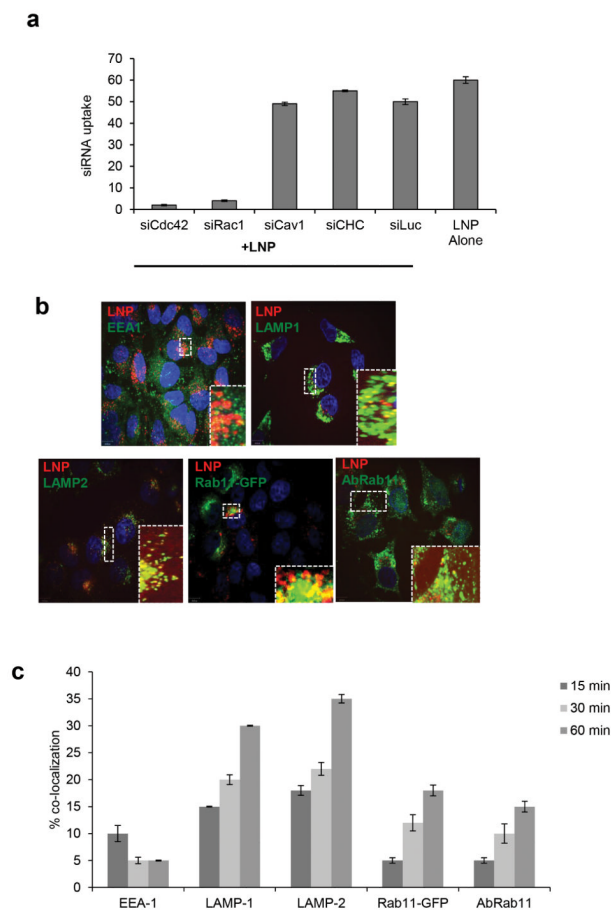 a
siRNA uptake
70
60
50
40
30
20
10
0
siCdc42 siRac1 siCav1 siCHC siLuc LNP Alone
+LNP
b
LNP
EEA1
LNP
LAMP1
LNP
LAMP2
LNP
Rab11-GFP
LNP
AbRab11
c
% co-localization
40
35
30
25
20
15
10
5
0
EEA-1 LAMP-1 LAMP-2 Rab11-GFP AbRab11
15 min
30 min
60 min